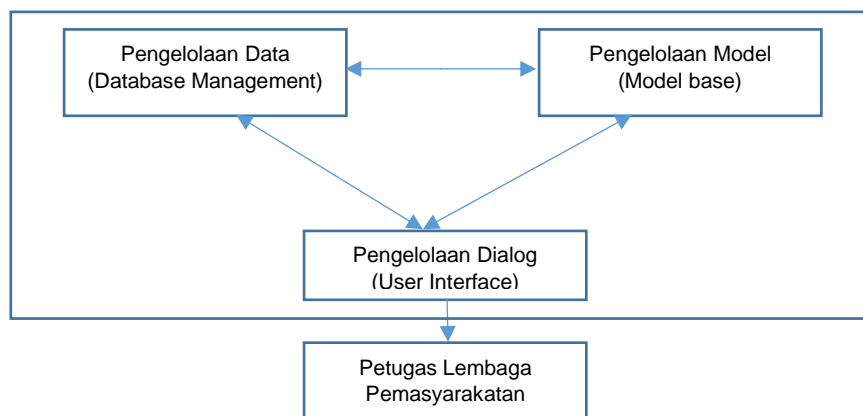 Pengelolaan Data
(Database Management)
Pengelolaan Model
(Model base)
Pengelolaan Dialog
(User Interface)
Petugas Lembaga
Pemasyarakatan